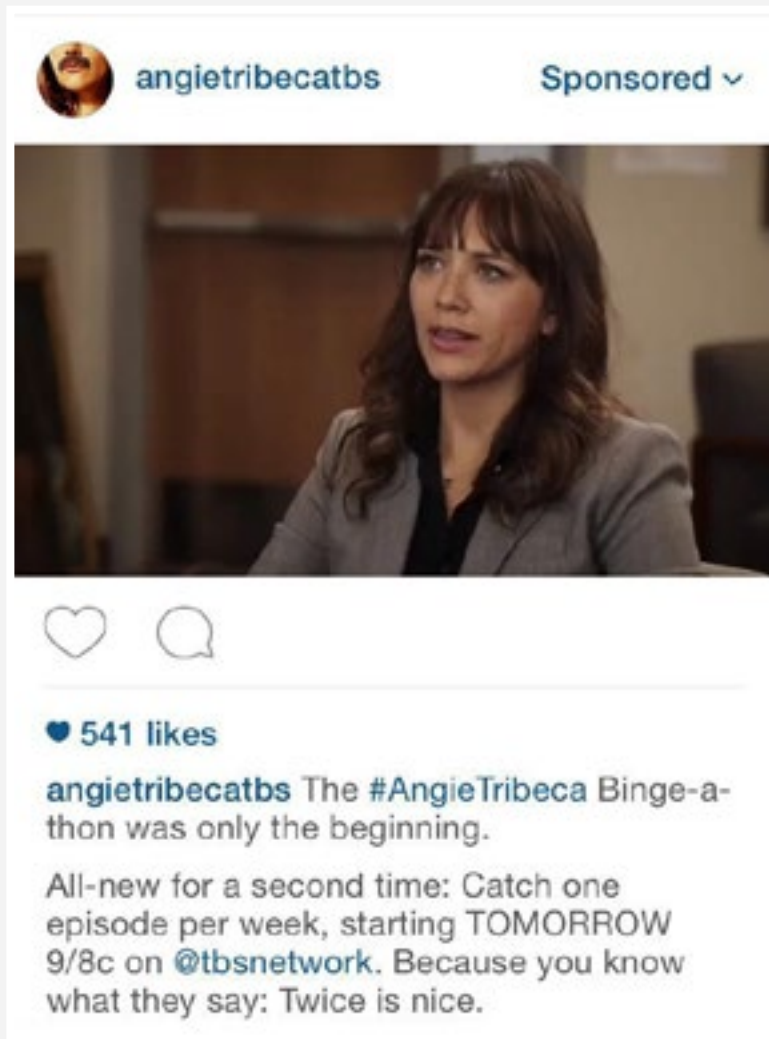 angietribecatbs
Sponsored
541 likes
angietribecatbs The #AngieTribeca Binge-a-
thon was only the beginning.
All-new for a second time: Catch one
episode per week, starting TOMORROW
9/8c on @tbsnetwork. Because you know
what they say: Twice is nice.